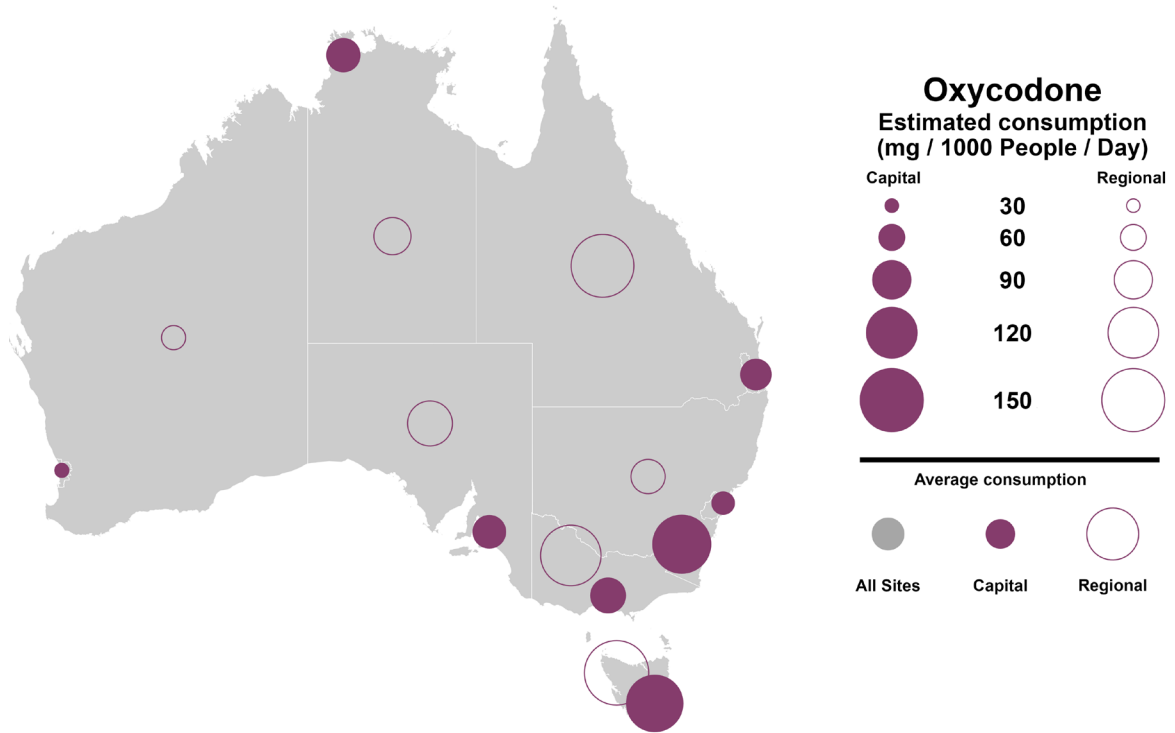 Oxycodone
Estimated consumption
(mg / 1000 People / Day)
Capital Regional
30
60
90
120
150
Average consumption
All Sites Capital Regional